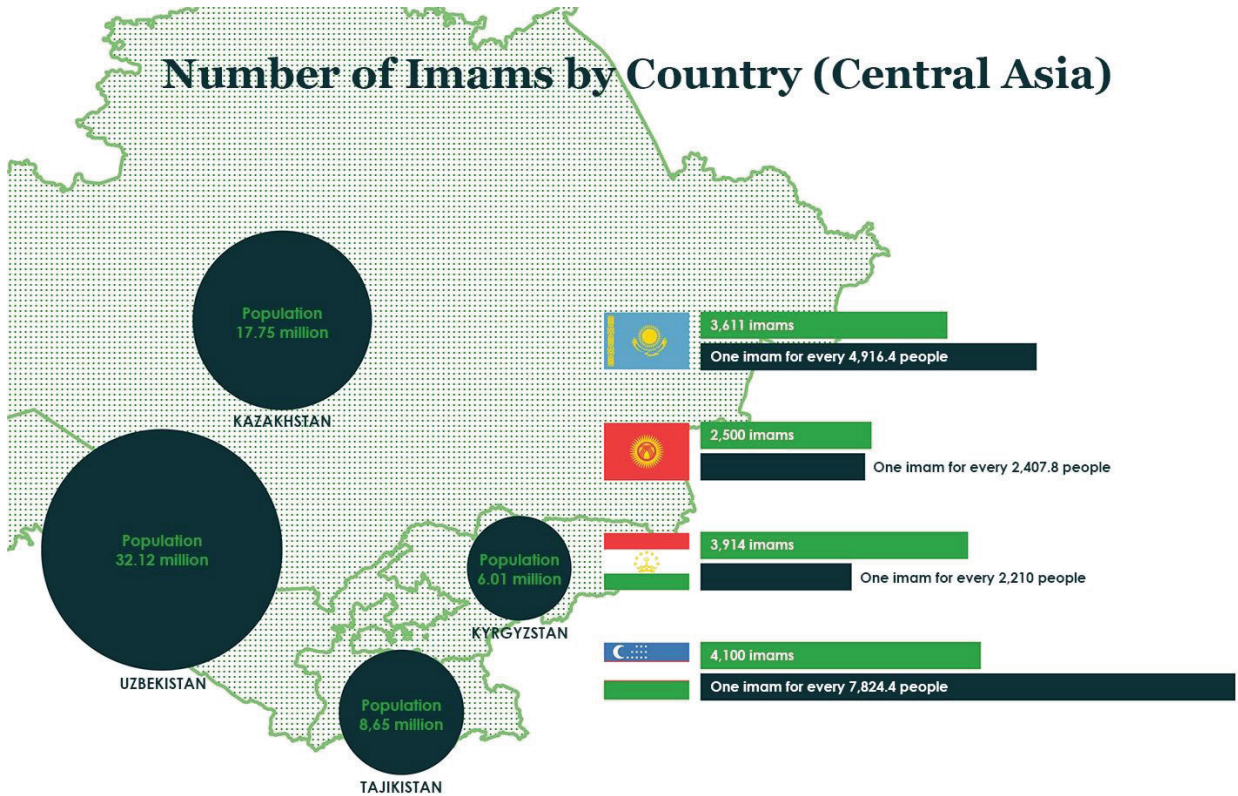 Number of Imams by Country (Central Asia)
Population
17.75 million
KAZAKHSTAN
Population
32.12 million
UZBEKISTAN
Population
6.01 million
KYRGYZSTAN
Population
8,65 million
TAJIKISTAN
3,611 imams
One imam for every 4,916.4 people
2,500 imams
One imam for every 2,407.8 people
3,914 imams
One imam for every 2,210 people
4,100 imams
One imam for every 7,824.4 people